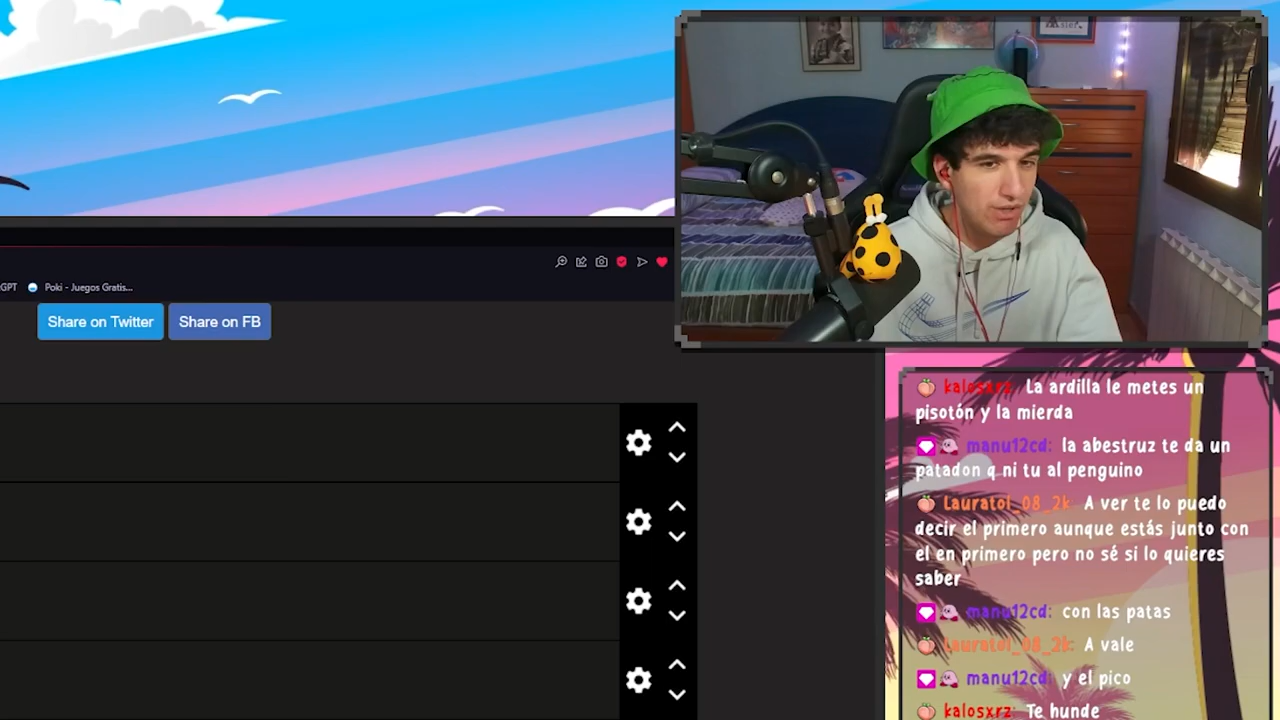 Asier
GPT Poki - Juegos Gratis...
Share on Twitter Share on FB
kalosxrz: La ardilla le metes un
pisotón y la mierda
manu12cd: la abestruz te da un
patadon q ni tu al penguino
Lauratol_08_2k: A ver te lo puedo
decir el primero aunque estás junto con
el en primero pero no sé si lo quieres
saber
manu12cd: con las patas
Lauratol_08_2k: A vale
manu12cd: y el pico
kalosxrz: Te hunde